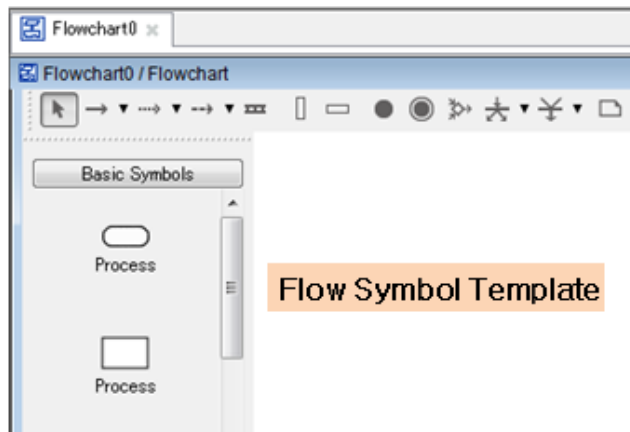 Flowchart0
Flowchart0 / Flowchart
Basic Symbols
Process
Flow Symbol Template
Process